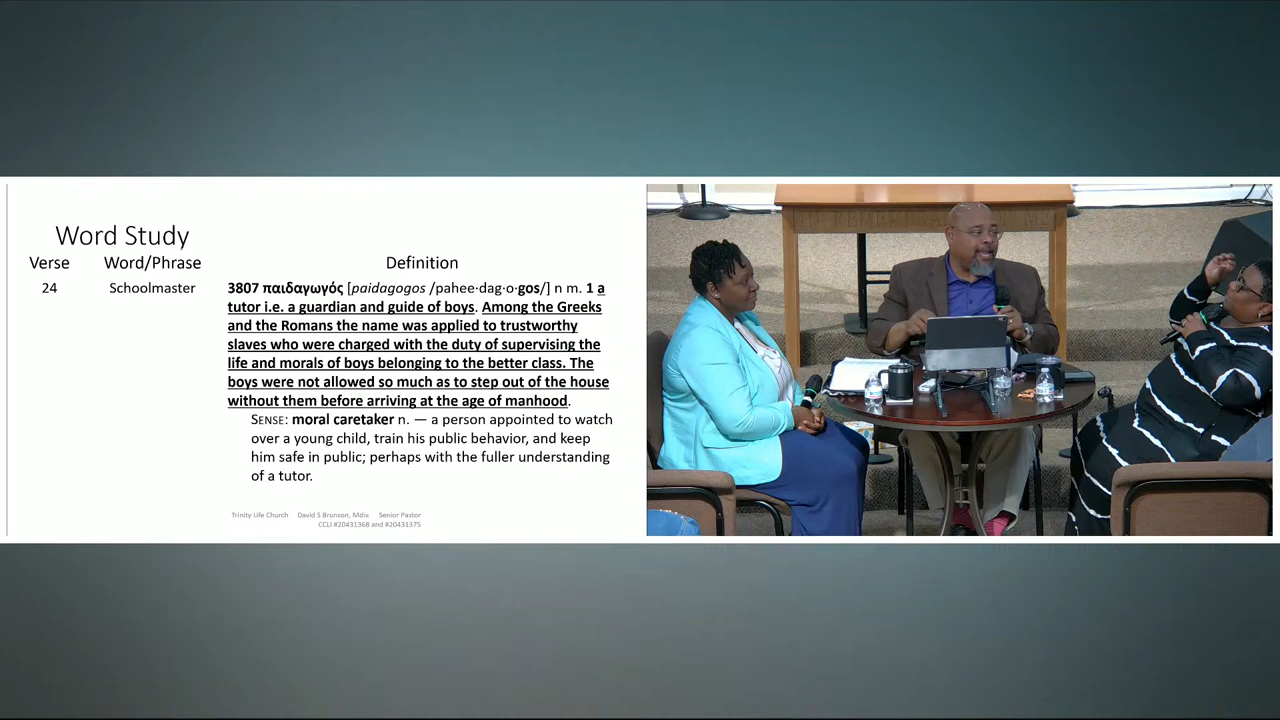 Word Study
Verse Word/Phrase Definition
24 Schoolmaster 3807 παιδαγωγός [paidagogos /pahee·dag·o·gos/] n m. 1 a
tutor i.e. a guardian and guide of boys. Among the Greeks
and the Romans the name was applied to trustworthy
slaves who were charged with the duty of supervising the
life and morals of boys belonging to the better class. The
boys were not allowed so much as to step out of the house
without them before arriving at the age of manhood.
SENSE: moral caretaker n. — a person appointed to watch
over a young child, train his public behavior, and keep
him safe in public; perhaps with the fuller understanding
of a tutor.
Trinity Life Church David S Brunson, Mdiv. Senior Pastor
CCLI #20431368 and #20431375